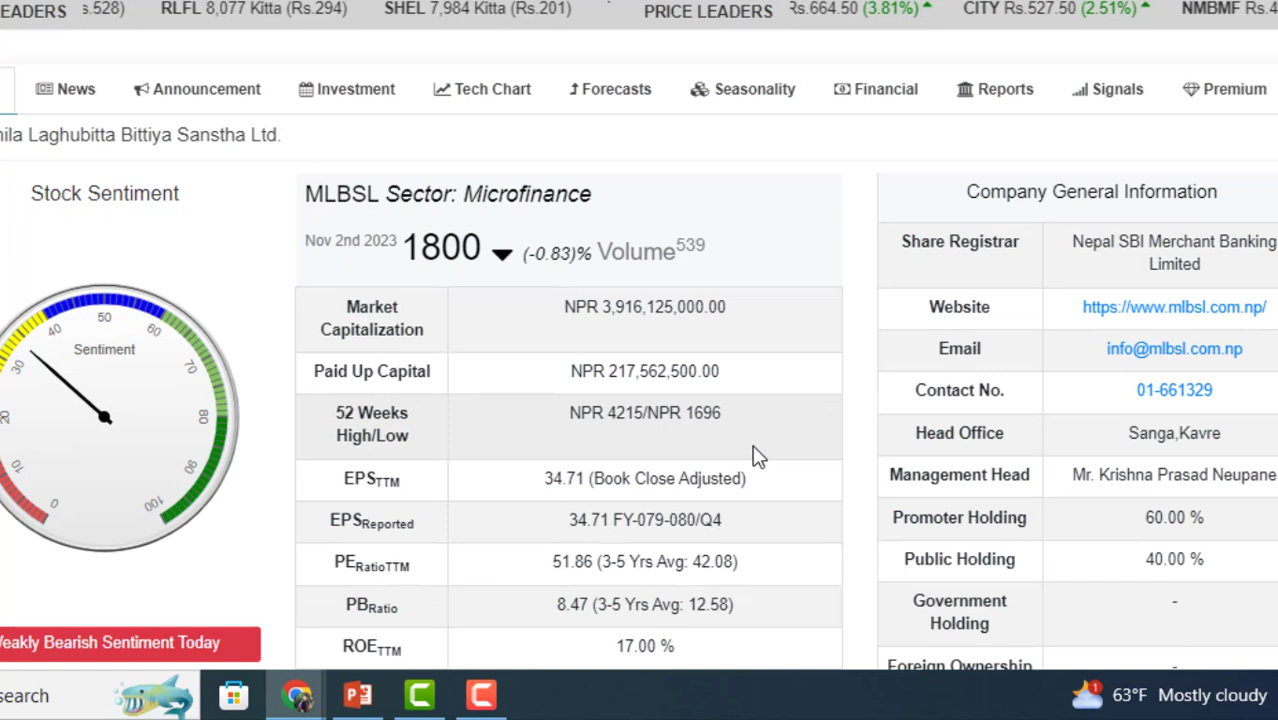 EADERS s.528) RLFL 8,077 Kitta (Rs.294) SHEL 7,984 Kitta (Rs.201) PRICE LEADERS Rs.664.50 (3.81%) CITY Rs.527.50 (2.51%) NMBMF Rs.4
News Announcement Investment Tech Chart Forecasts Seasonality Financial Reports Signals Premium
hila Laghubitta Bittiya Sanstha Ltd.
Stock Sentiment
0 10 20 30 40 50 60 70 80 90 100
Sentiment
Weakly Bearish Sentiment Today
MLBSL Sector: Microfinance
Nov 2nd 2023 1800 (-0.83)% Volume539
Market NPR 3,916,125,000.00
Capitalization
Paid Up Capital NPR 217,562,500.00
52 Weeks NPR 4215/NPR 1696
High/Low
EPSTTM 34.71 (Book Close Adjusted)
EPSReported 34.71 FY-079-080/Q4
PERatioTTM 51.86 (3-5 Yrs Avg: 42.08)
PBRatio 8.47 (3-5 Yrs Avg: 12.58)
ROETTM 17.00 %
Company General Information
Share Registrar Nepal SBI Merchant Banking
Limited
Website https://www.mlbsl.com.np/
Email info@mlbsl.com.np
Contact No. 01-661329
Head Office Sanga,Kavre
Management Head Mr. Krishna Prasad Neupane
Promoter Holding 60.00 %
Public Holding 40.00 %
Government -
Holding
Foreign Ownership -
search 1 63°F Mostly cloudy